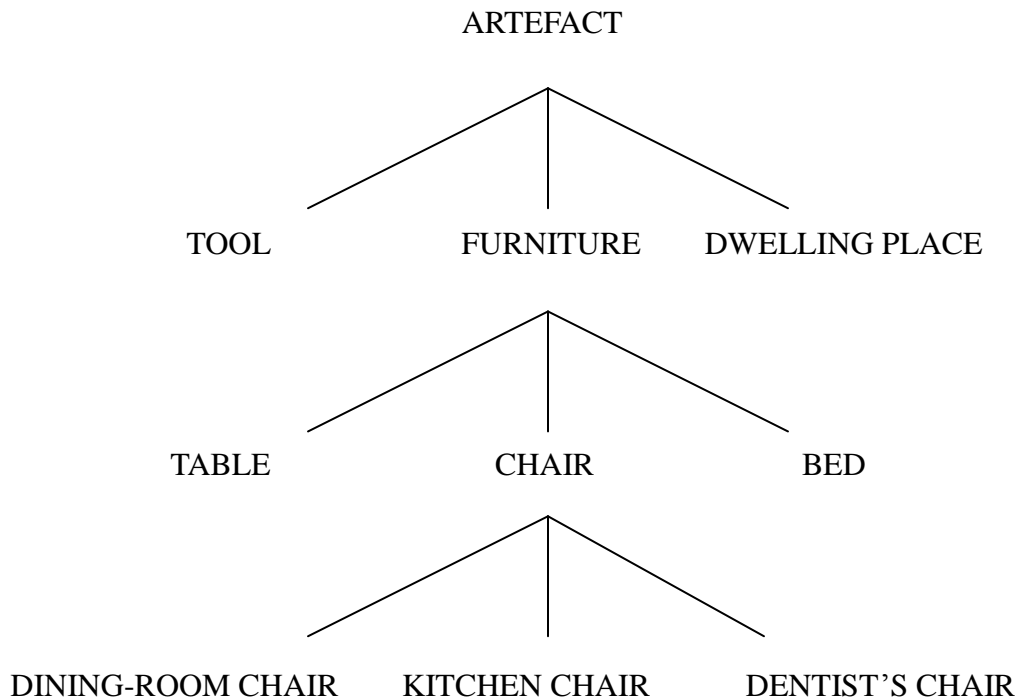 ARTEFACT
TOOL FURNITURE DWELLING PLACE
TABLE CHAIR BED
DINING-ROOM CHAIR KITCHEN CHAIR DENTIST’S CHAIR